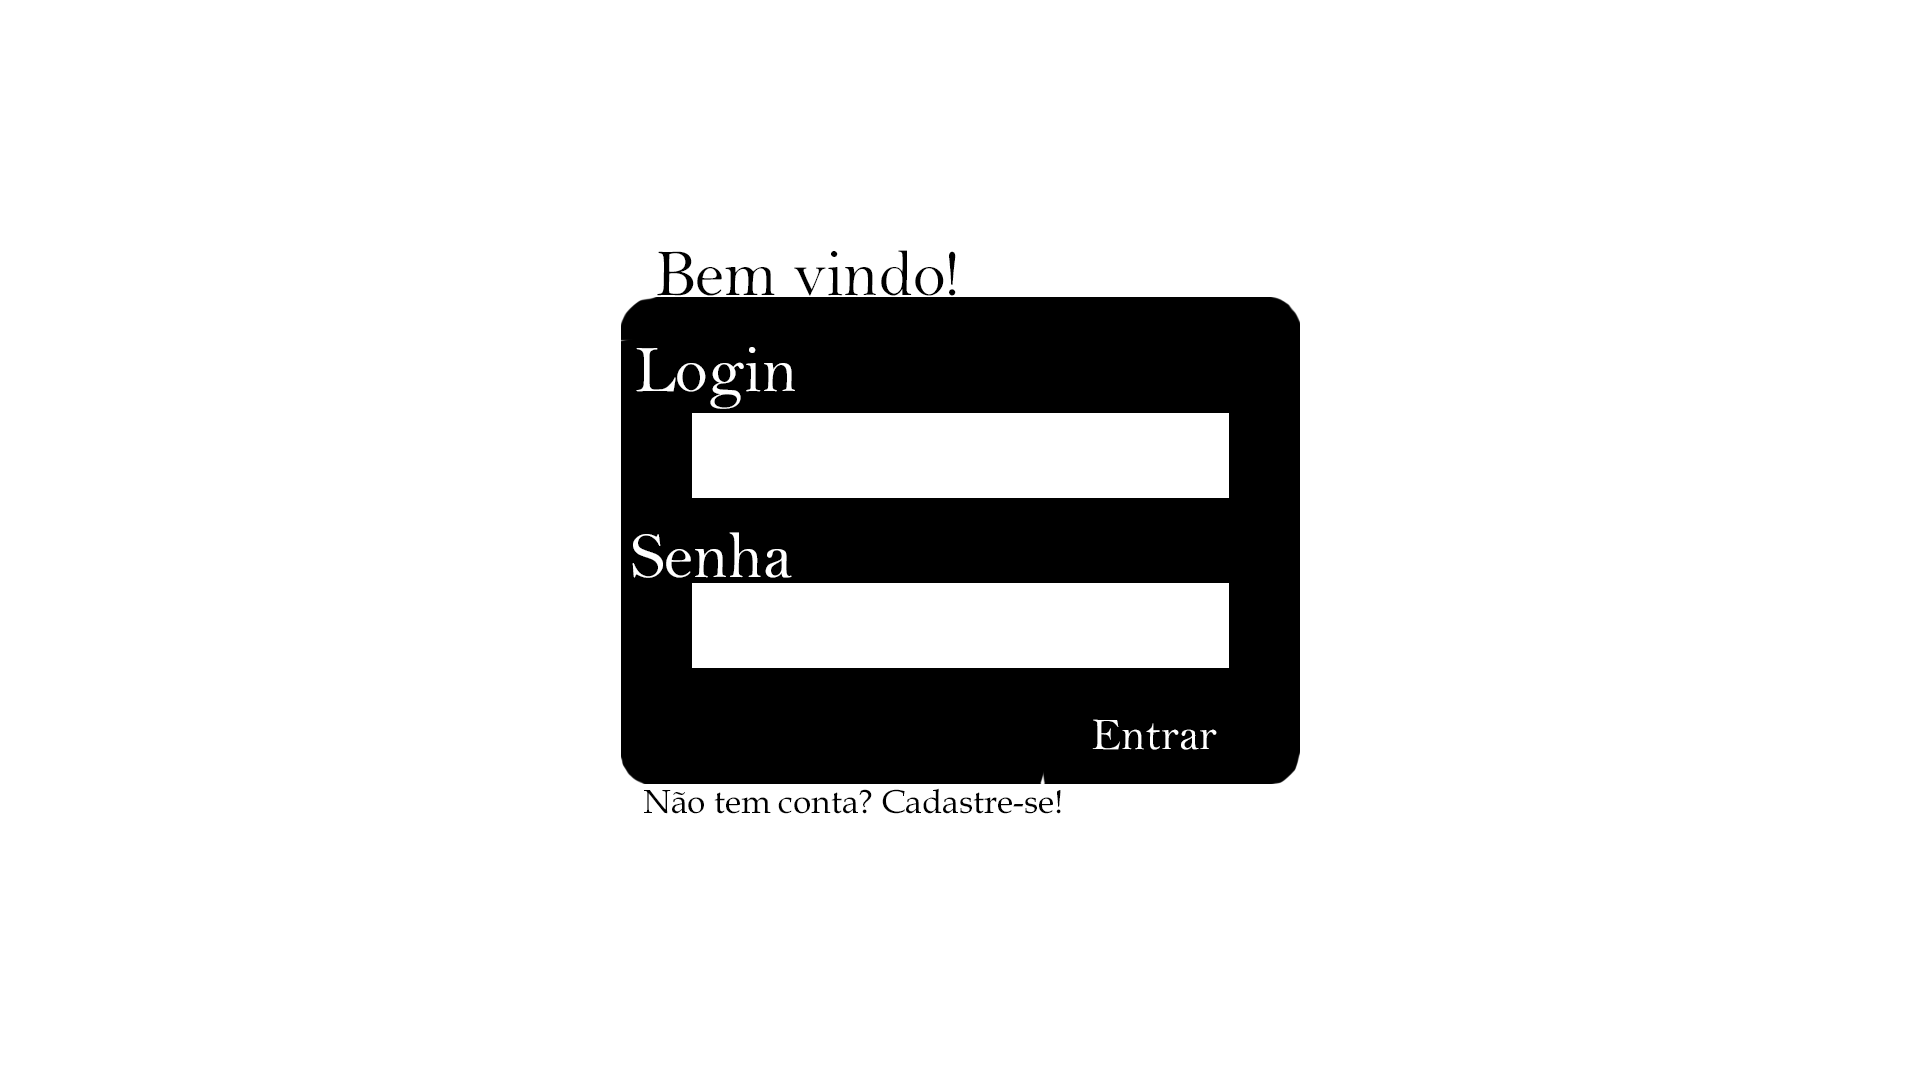 Bem vindo!
Login
Senha
Entrar
Não tem conta? Cadastre-se!